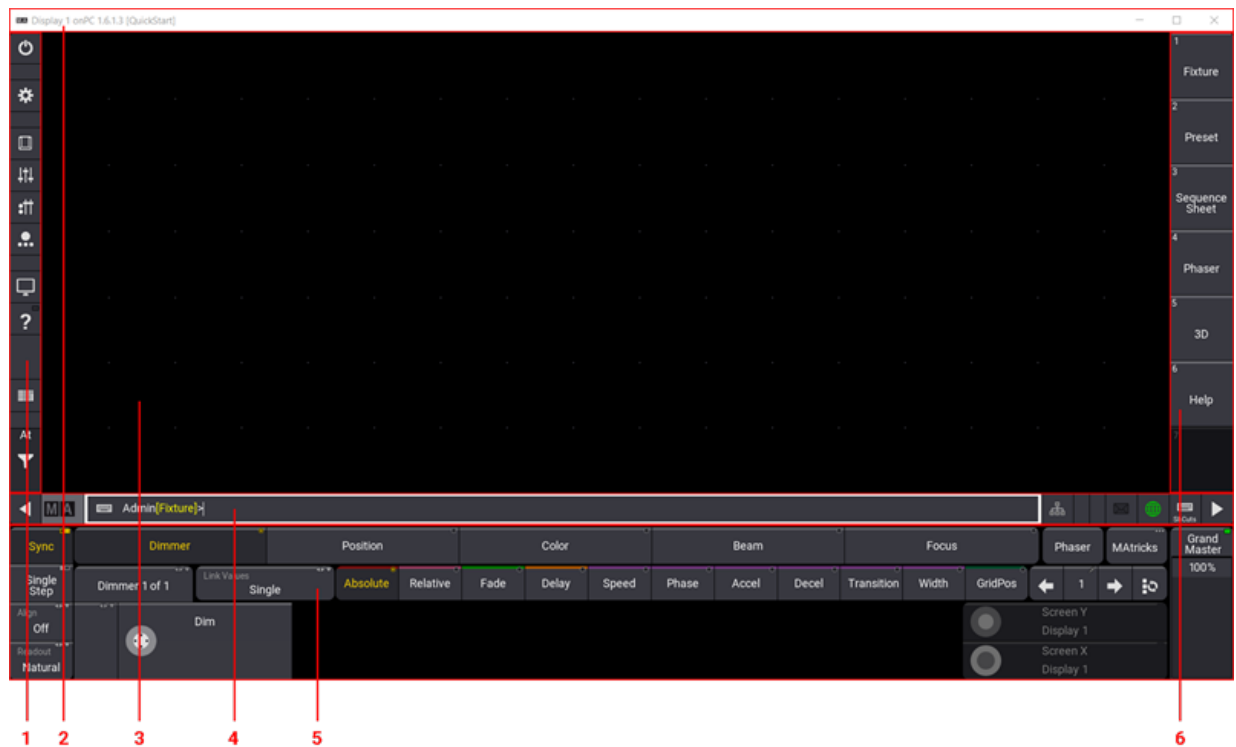 Display 1 onPC 1.6.1.3 [QuickStart]
1
Fixture
2
Preset
3
Sequence
Sheet
4
Phaser
5
3D
6
Help
7
?
At
MA
Admin[Fixture]>
Sync
Dimmer
Position
Color
Beam
Focus
Phaser
MAtricks
Grand
Master
100%
Single
Step
Dimmer 1 of 1
Link Values
Single
Absolute
Relative
Fade
Delay
Speed
Phase
Accel
Decel
Transition
Width
GridPos
1
Align
Off
Dim
Screen Y
Display 1
Readout
Natural
Screen X
Display 1
1 2 3 4 5 6